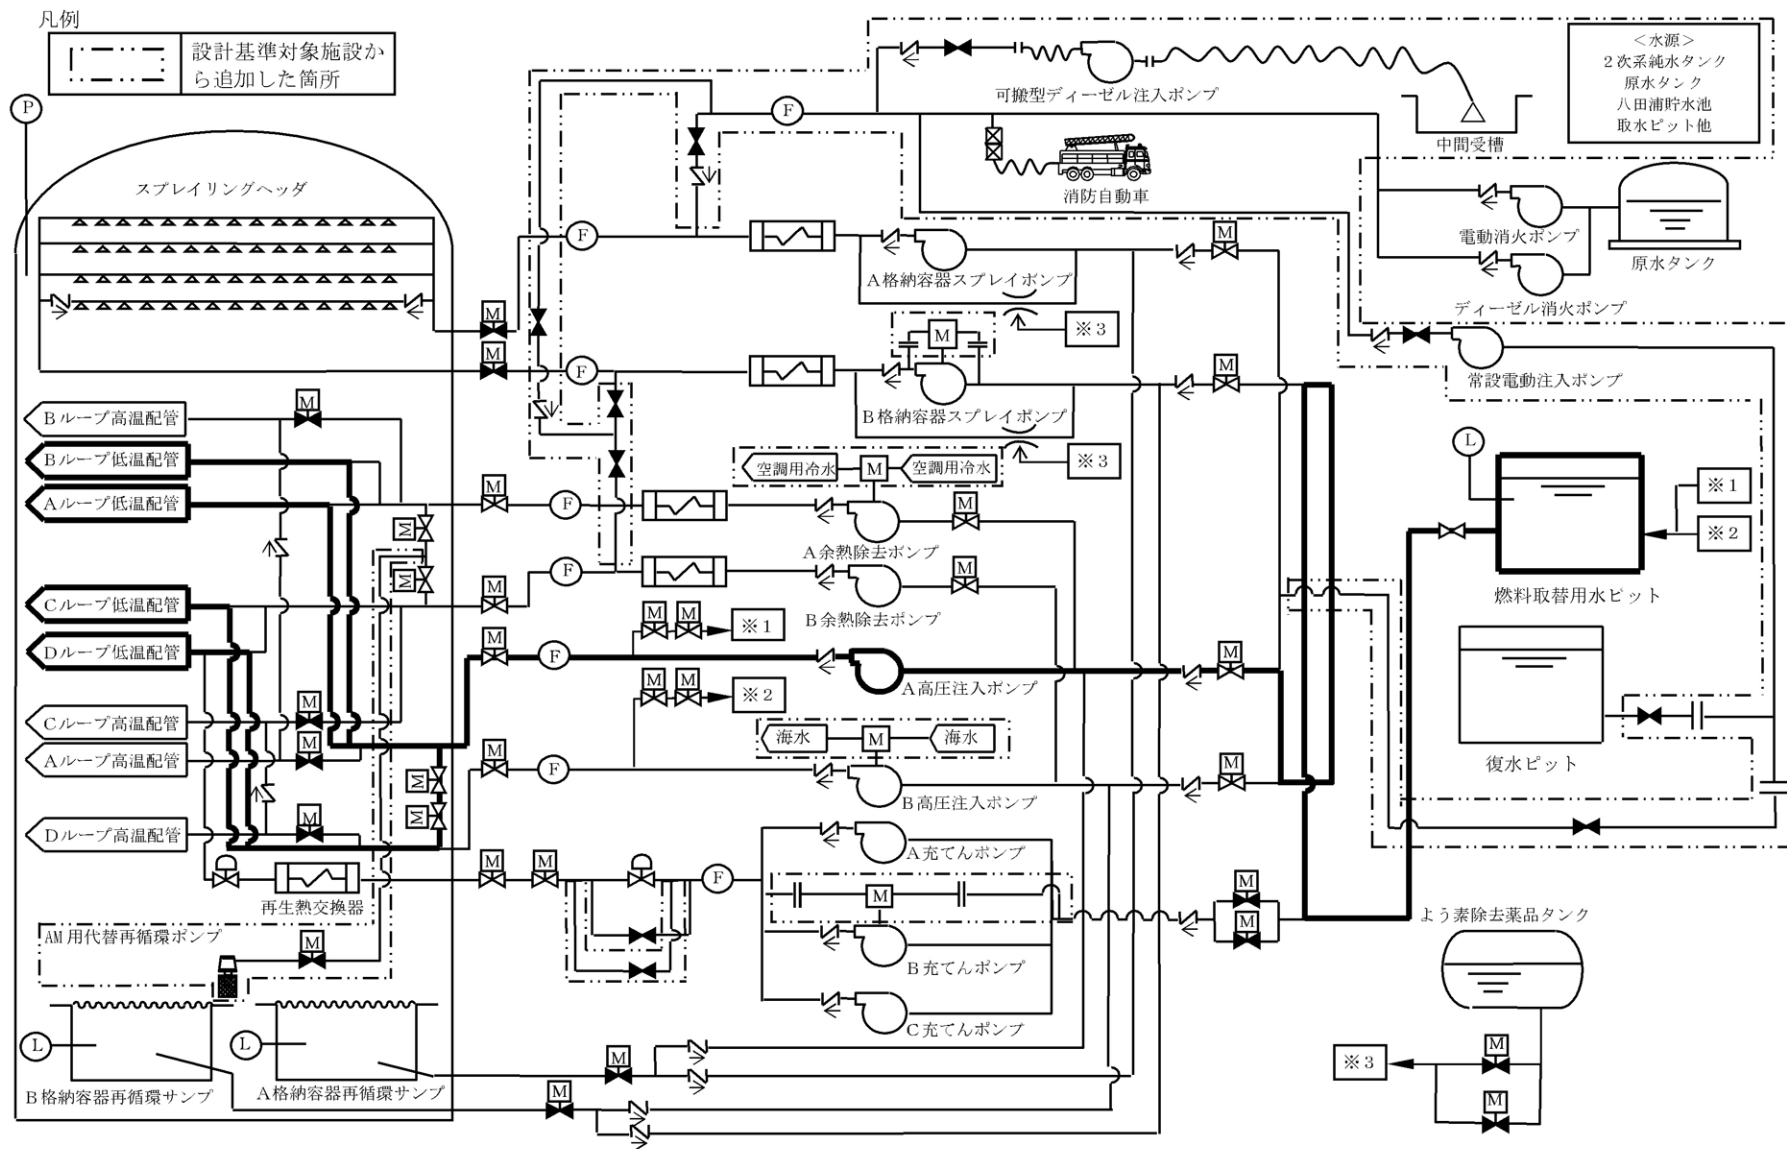 凡例
設計基準対象施設か
ら追加した箇所
P
F
可搬型ディーゼル注入ポンプ
中間受槽
<水源>
2次系純水タンク
原水タンク
八田浦貯水池
取水ピット他
消防自動車
電動消火ポンプ
原水タンク
ディーゼル消火ポンプ
スプレイリングヘッダ
F
M
A格納容器スプレイポンプ
※3
M
M
M
F
M
M
B格納容器スプレイポンプ
※3
常設電動注入ポンプ
Bループ高温配管
M
Bループ低温配管
Aループ低温配管
M
F
空調用冷水
M
空調用冷水
M
A余熱除去ポンプ
L
※1
※2
燃料取替用水ピット
M
M
Cループ低温配管
M
F
M
B余熱除去ポンプ
Dループ低温配管
M
F
M
M
※1
A高圧注入ポンプ
M
M
M
※2
Cループ高温配管
M
Aループ高温配管
M
M
M
M
F
海水
M
海水
B高圧注入ポンプ
M
復水ピット
Dループ高温配管
M
再生熱交換器
M
M
F
A充てんポンプ
M
B充てんポンプ
C充てんポンプ
M
M
よう素除去薬品タンク
AM用代替再循環ポンプ
M
L
B格納容器再循環サンプ
L
A格納容器再循環サンプ
M
M
※3
M
M